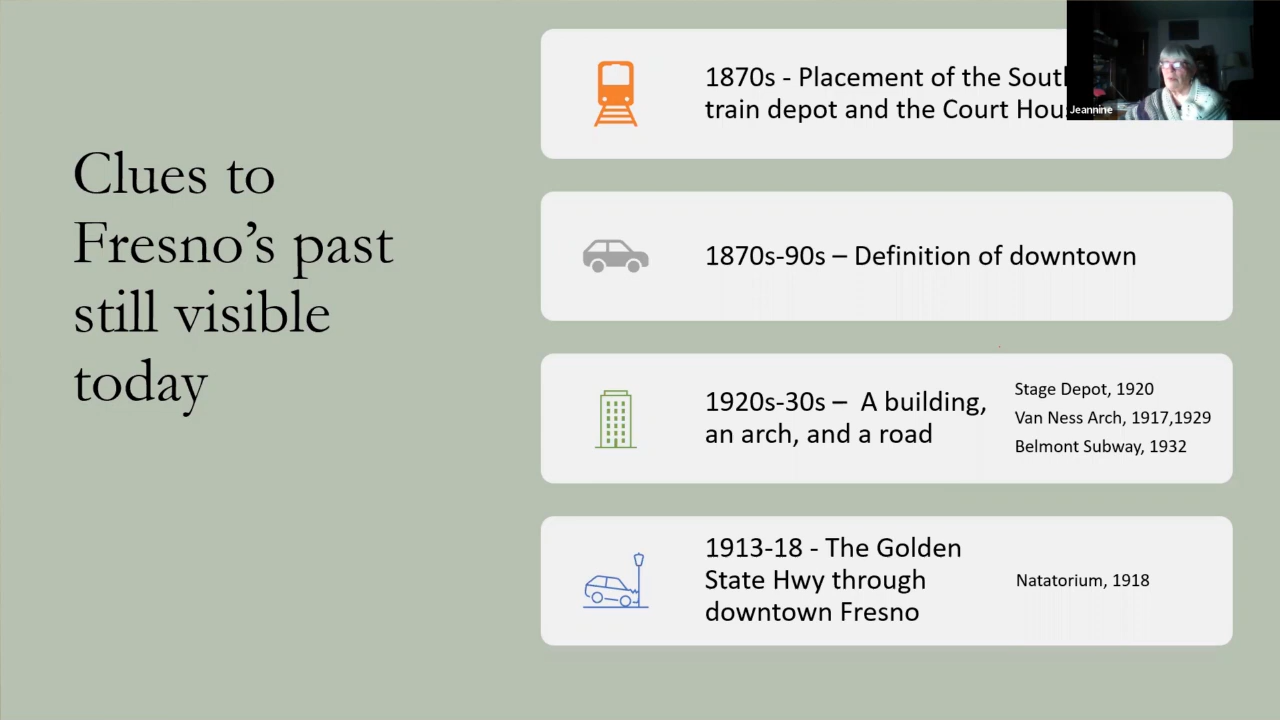 Clues to
Fresno’s past
still visible
today
1870s - Placement of the
train depot and the Court
Jeannine
1870s-90s – Definition of downtown
1920s-30s – A building,
an arch, and a road
Stage Depot, 1920
Van Ness Arch, 1917,1929
Belmont Subway, 1932
1913-18 - The Golden
State Hwy through
downtown Fresno
Natatorium, 1918